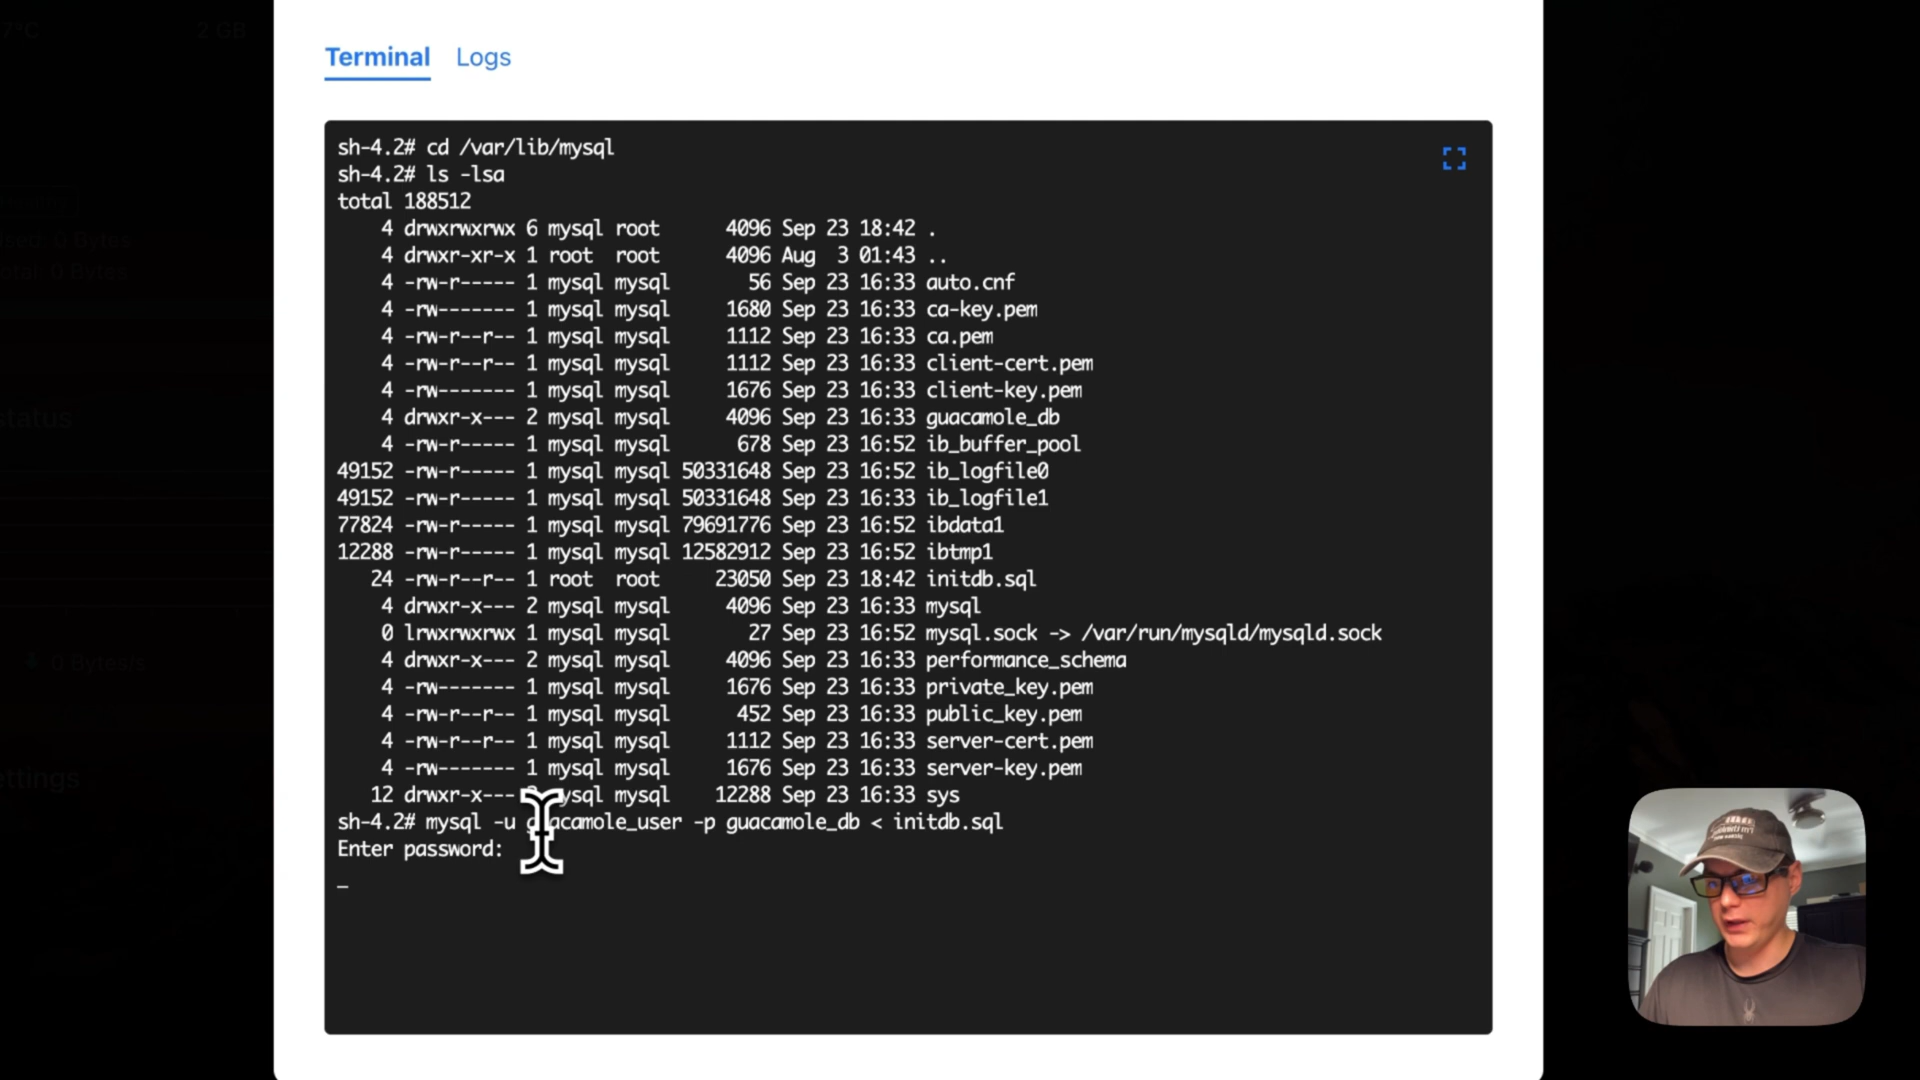 7°C
2 GB
Terminal
Logs
sh-4.2# cd /var/lib/mysql
sh-4.2# ls -lsa
total 188512
4 drwxrwxrwx 6 mysql root 4096 Sep 23 18:42 .
4 drwxr-xr-x 1 root root 4096 Aug 3 01:43 ..
4 -rw-r----- 1 mysql mysql 56 Sep 23 16:33 auto.cnf
4 -rw------- 1 mysql mysql 1680 Sep 23 16:33 ca-key.pem
4 -rw-r--r-- 1 mysql mysql 1112 Sep 23 16:33 ca.pem
4 -rw-r--r-- 1 mysql mysql 1112 Sep 23 16:33 client-cert.pem
4 -rw------- 1 mysql mysql 1676 Sep 23 16:33 client-key.pem
4 drwxr-x--- 2 mysql mysql 4096 Sep 23 16:33 guacamole_db
4 -rw-r----- 1 mysql mysql 678 Sep 23 16:52 ib_buffer_pool
49152 -rw-r----- 1 mysql mysql 50331648 Sep 23 16:52 ib_logfile0
49152 -rw-r----- 1 mysql mysql 50331648 Sep 23 16:33 ib_logfile1
77824 -rw-r----- 1 mysql mysql 79691776 Sep 23 16:52 ibdata1
12288 -rw-r----- 1 mysql mysql 12582912 Sep 23 16:52 ibtmp1
24 -rw-r--r-- 1 root root 23050 Sep 23 18:42 initdb.sql
4 drwxr-x--- 2 mysql mysql 4096 Sep 23 16:33 mysql
0 lrwxrwxrwx 1 mysql mysql 27 Sep 23 16:52 mysql.sock -> /var/run/mysqld/mysqld.sock
4 drwxr-x--- 2 mysql mysql 4096 Sep 23 16:33 performance_schema
4 -rw------- 1 mysql mysql 1676 Sep 23 16:33 private_key.pem
4 -rw-r--r-- 1 mysql mysql 452 Sep 23 16:33 public_key.pem
4 -rw-r--r-- 1 mysql mysql 1112 Sep 23 16:33 server-cert.pem
4 -rw------- 1 mysql mysql 1676 Sep 23 16:33 server-key.pem
12 drwxr-x--- mysql mysql 12288 Sep 23 16:33 sys
sh-4.2# mysql -u guacamole_user -p guacamole_db < initdb.sql
Enter password:
_
0 Bytes
0 Bytes
status
0 Bytes/s
ettings